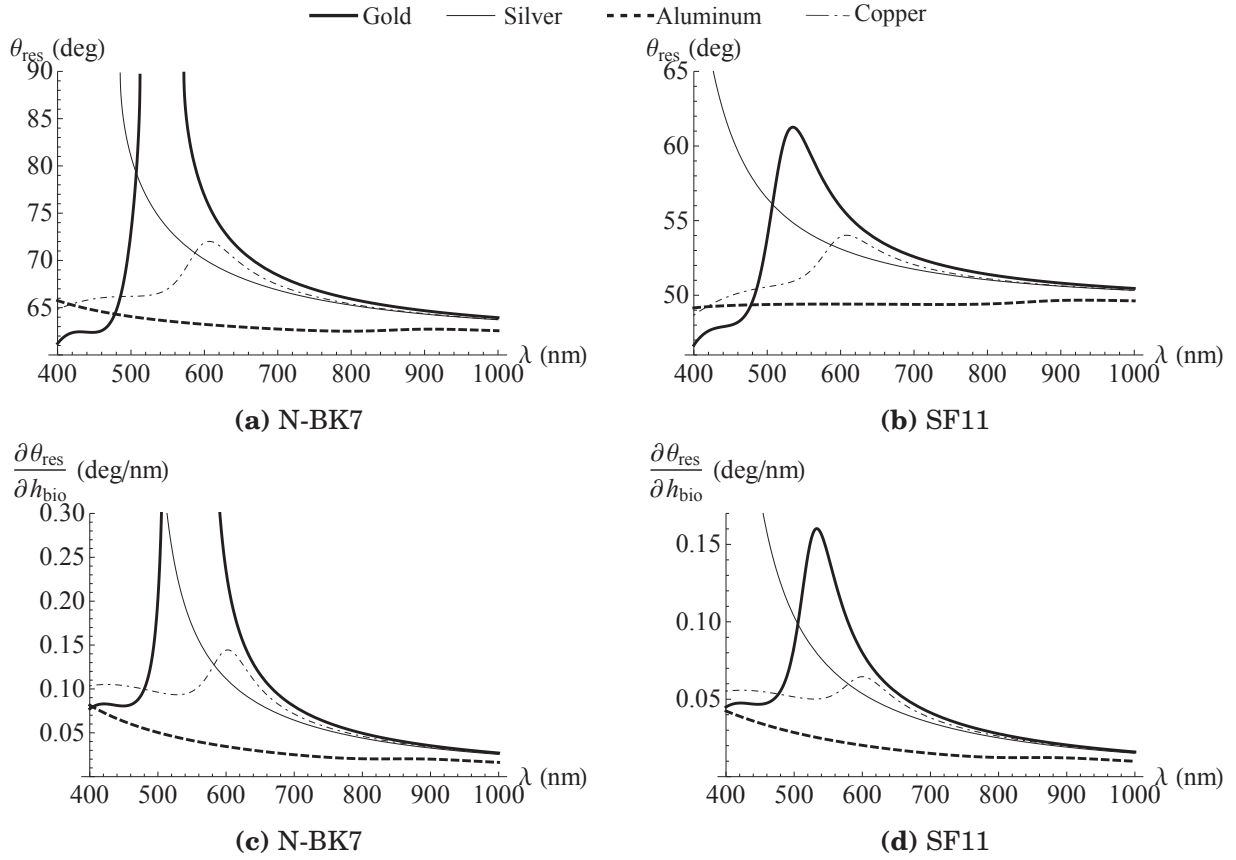 Gold Silver Aluminum Copper
θres (deg)
90
85
80
75
70
65
400 500 600 700 800 900 1000
λ (nm)
(a) N-BK7
θres (deg)
65
60
55
50
400 500 600 700 800 900 1000
λ (nm)
(b) SF11
∂θres
∂hbio
(deg/nm)
0.30
0.25
0.20
0.15
0.10
0.05
400 500 600 700 800 900 1000
λ (nm)
(c) N-BK7
∂θres
∂hbio
(deg/nm)
0.15
0.10
0.05
400 500 600 700 800 900 1000
λ (nm)
(d) SF11